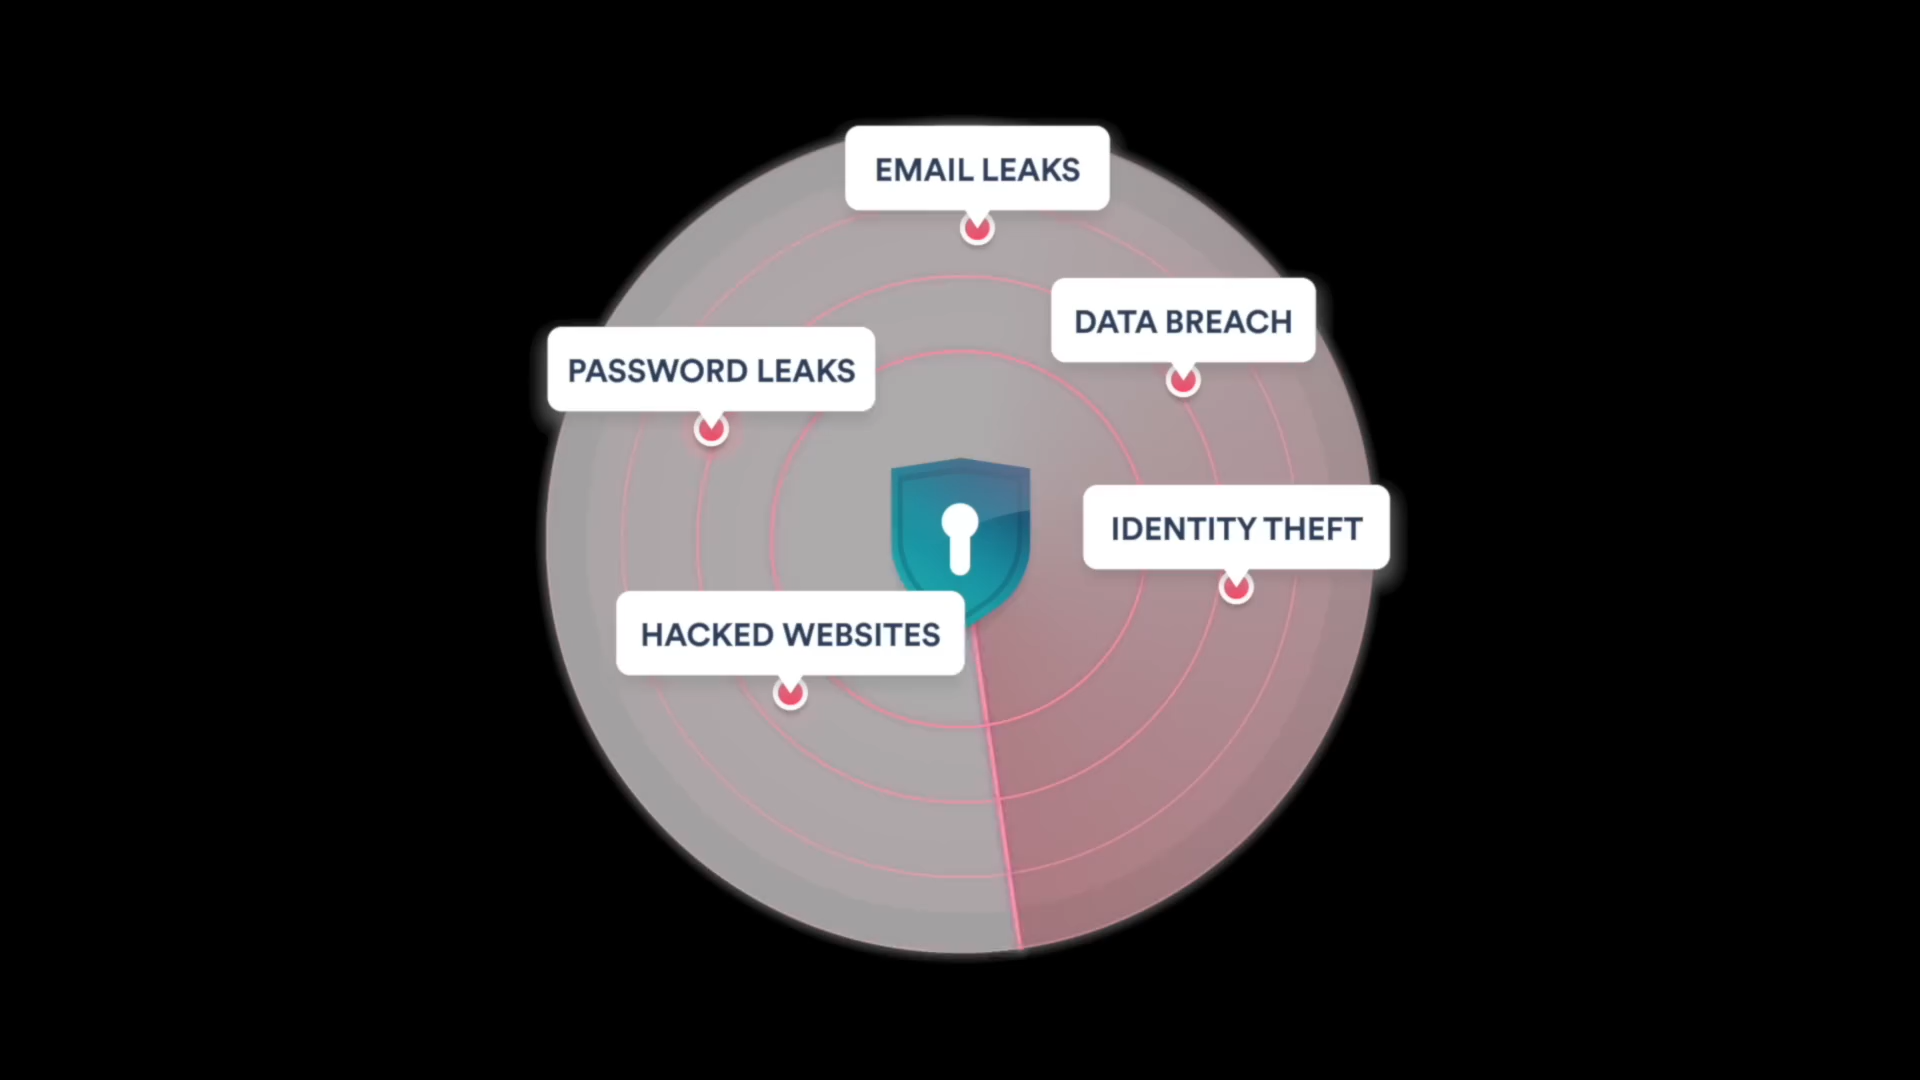 EMAIL LEAKS
DATA BREACH
PASSWORD LEAKS
IDENTITY THEFT
HACKED WEBSITES